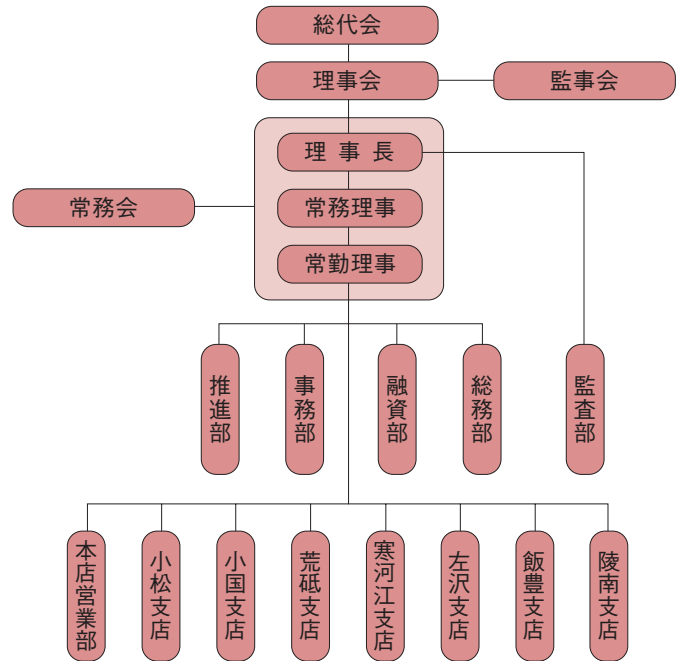 総代会
理事会
監事会
理事長
常務会
常務理事
常勤理事
推進部
事務部
融資部
総務部
監査部
本店営業部
小松支店
小国支店
荒砥支店
寒河江支店
左沢支店
飯豊支店
陵南支店